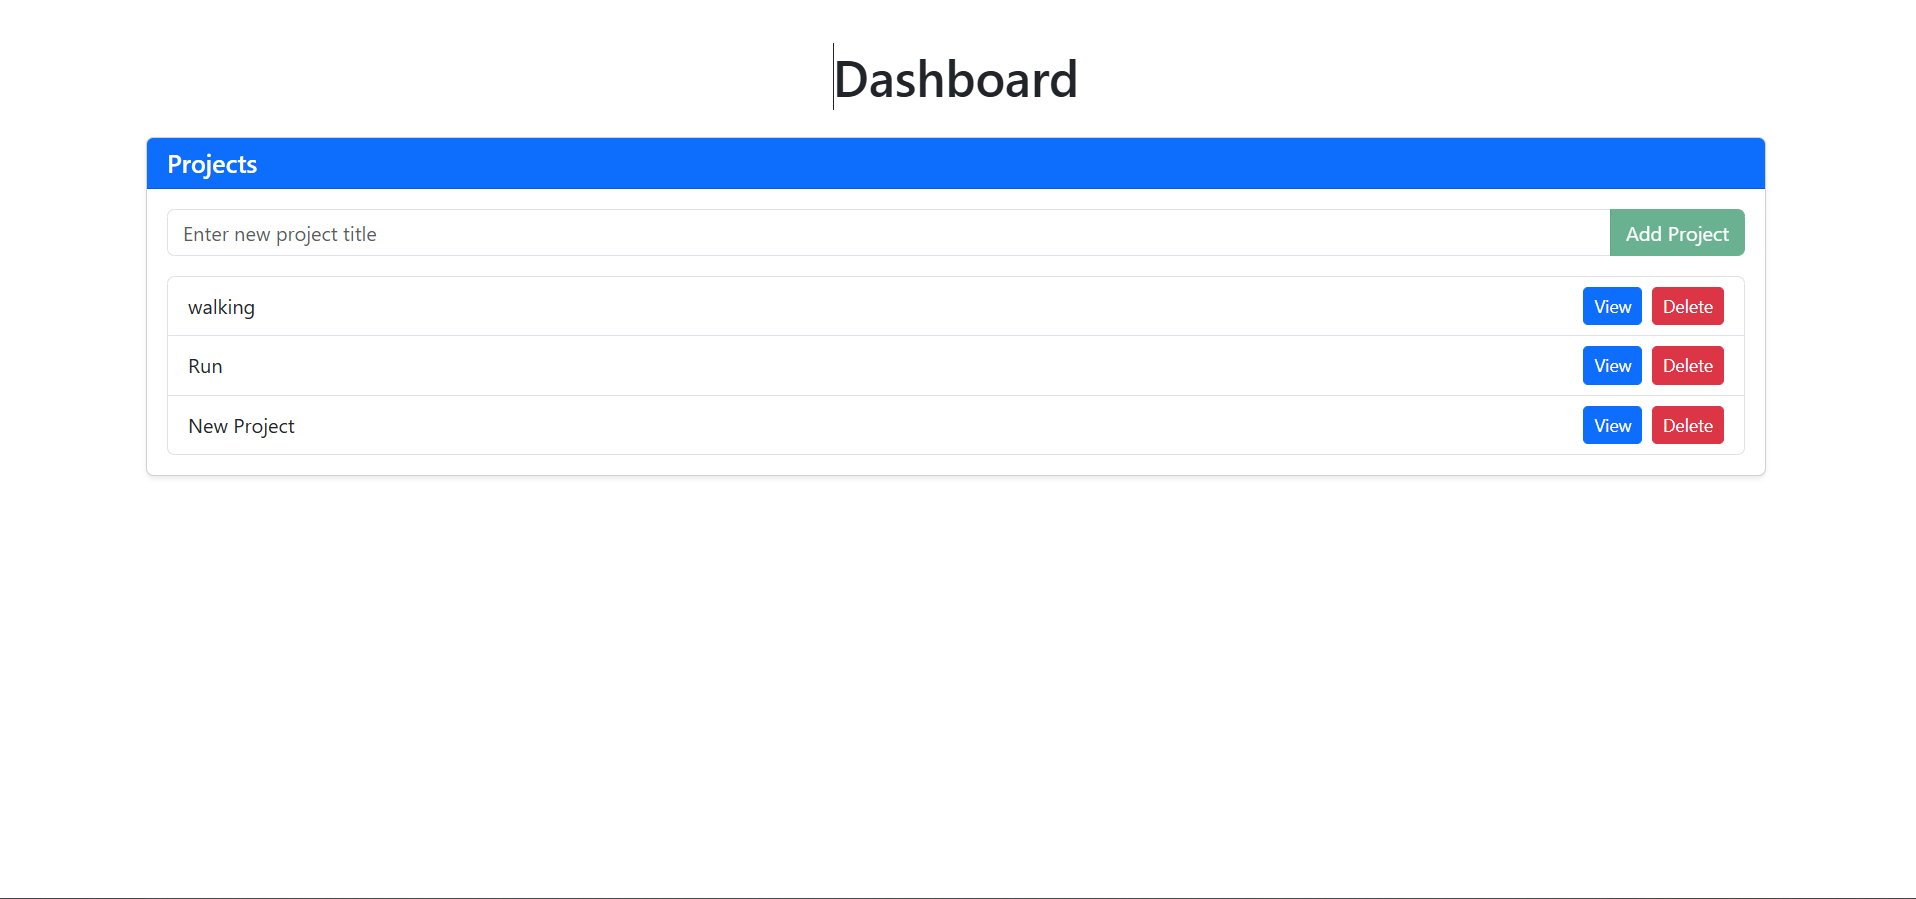 Dashboard
Projects
Enter new project title Add Project
walking View Delete
Run View Delete
New Project View Delete